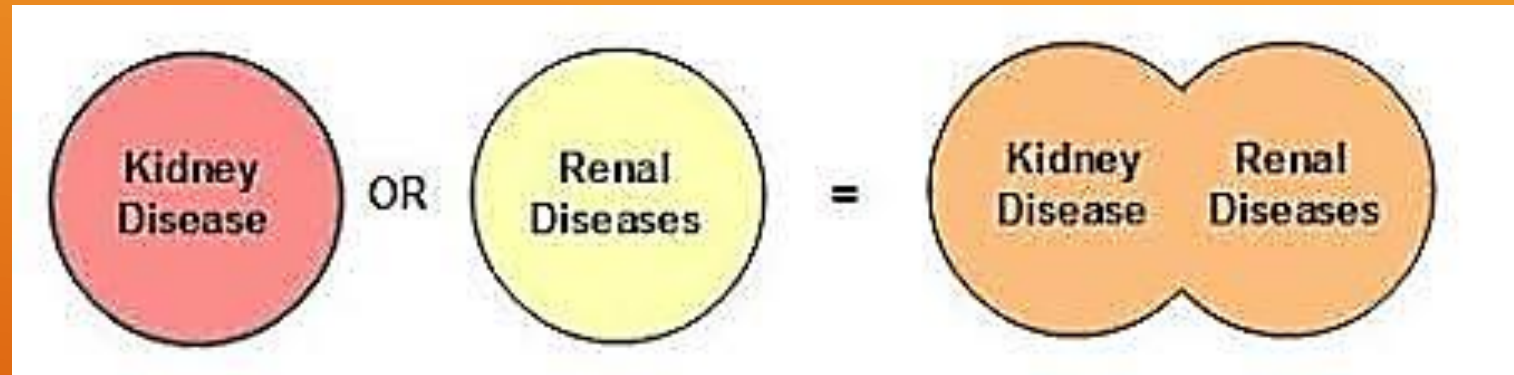 Kidney
Disease
OR
Renal
Diseases
=
Kidney
Disease
Renal
Diseases